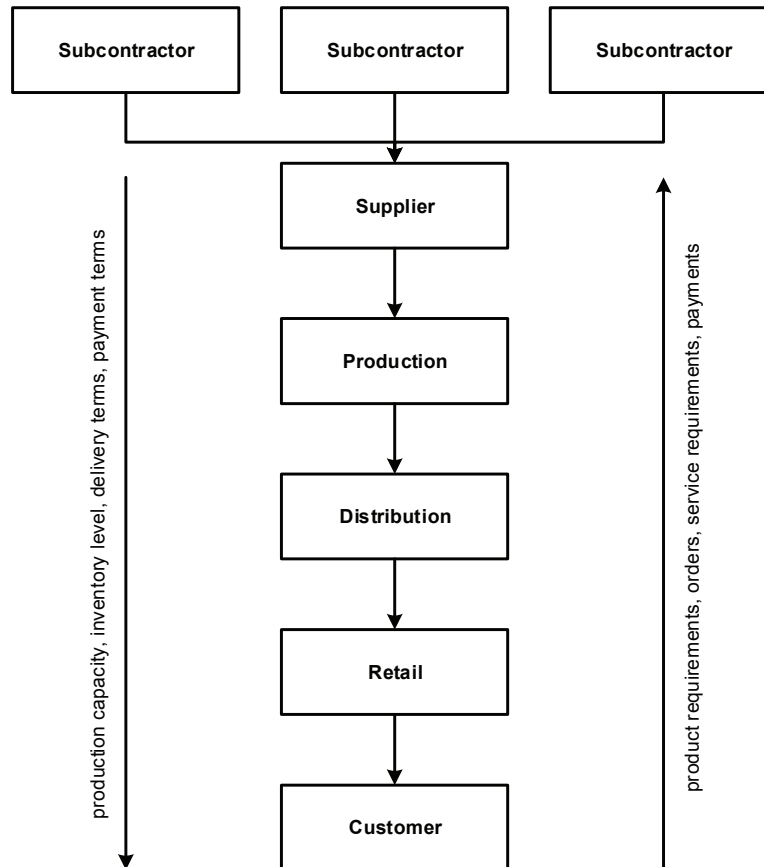 Subcontractor
Subcontractor
Subcontractor
Supplier
production capacity, inventory level, delivery terms, payment terms
product requirements, orders, service requirements, payments
Production
Distribution
Retail
Customer